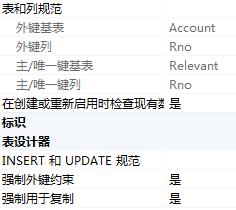 表和列规范
外键基表 Account
外键列 Rno
主/唯一键基表 Relevant
主/唯一键列 Rno
在创建或重新启用时检查现有数 是
标识
表设计器
INSERT 和 UPDATE 规范
强制外键约束 是
强制用于复制 是